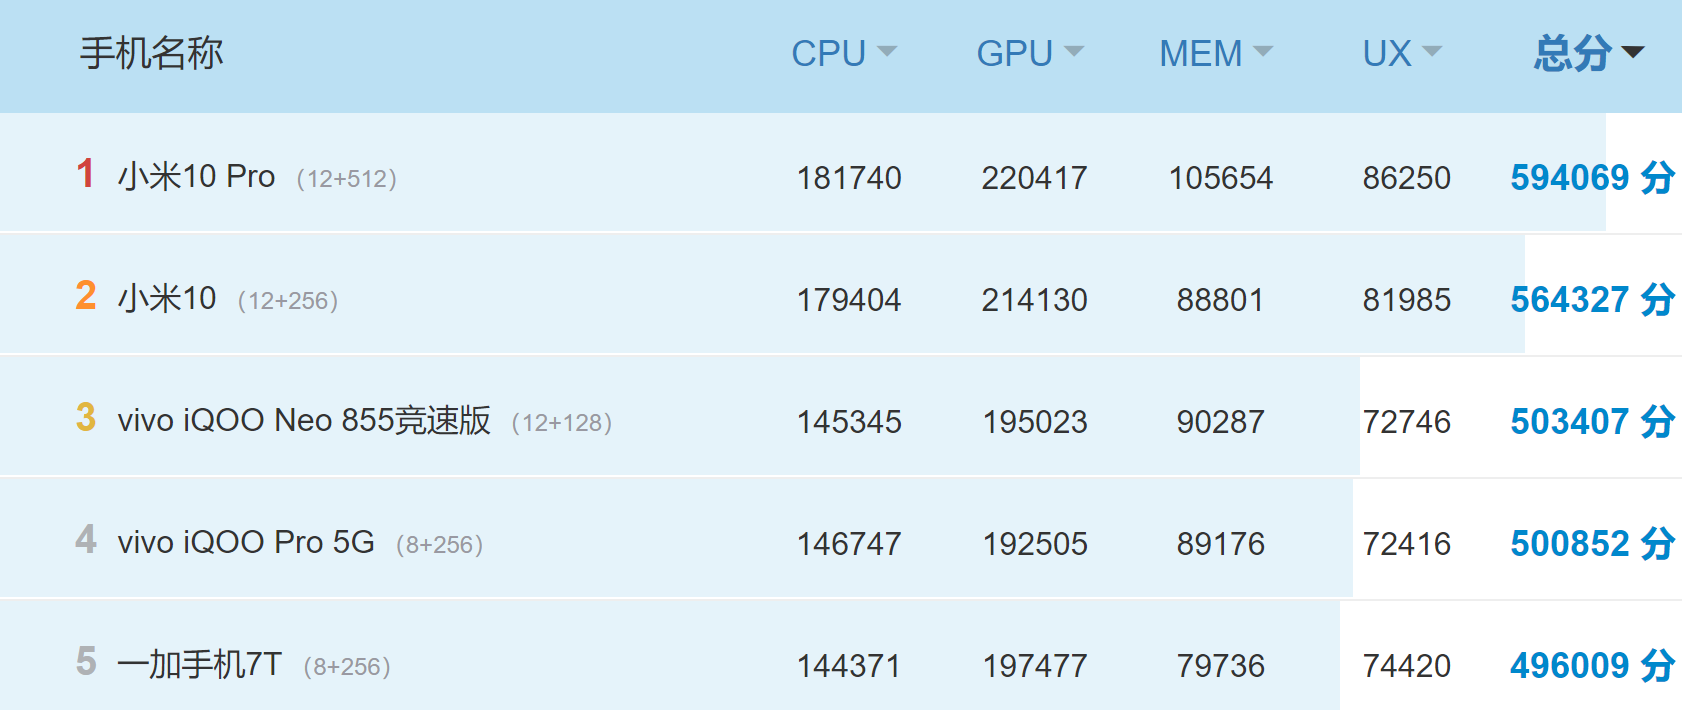 手机名称 CPU GPU MEM UX 总分
1 小米10 Pro (12+512) 181740 220417 105654 86250 594069 分
2 小米10 (12+256) 179404 214130 88801 81985 564327 分
3 vivo iQOO Neo 855竞速版 (12+128) 145345 195023 90287 72746 503407 分
4 vivo iQOO Pro 5G (8+256) 146747 192505 89176 72416 500852 分
5 一加手机7T (8+256) 144371 197477 79736 74420 496009 分